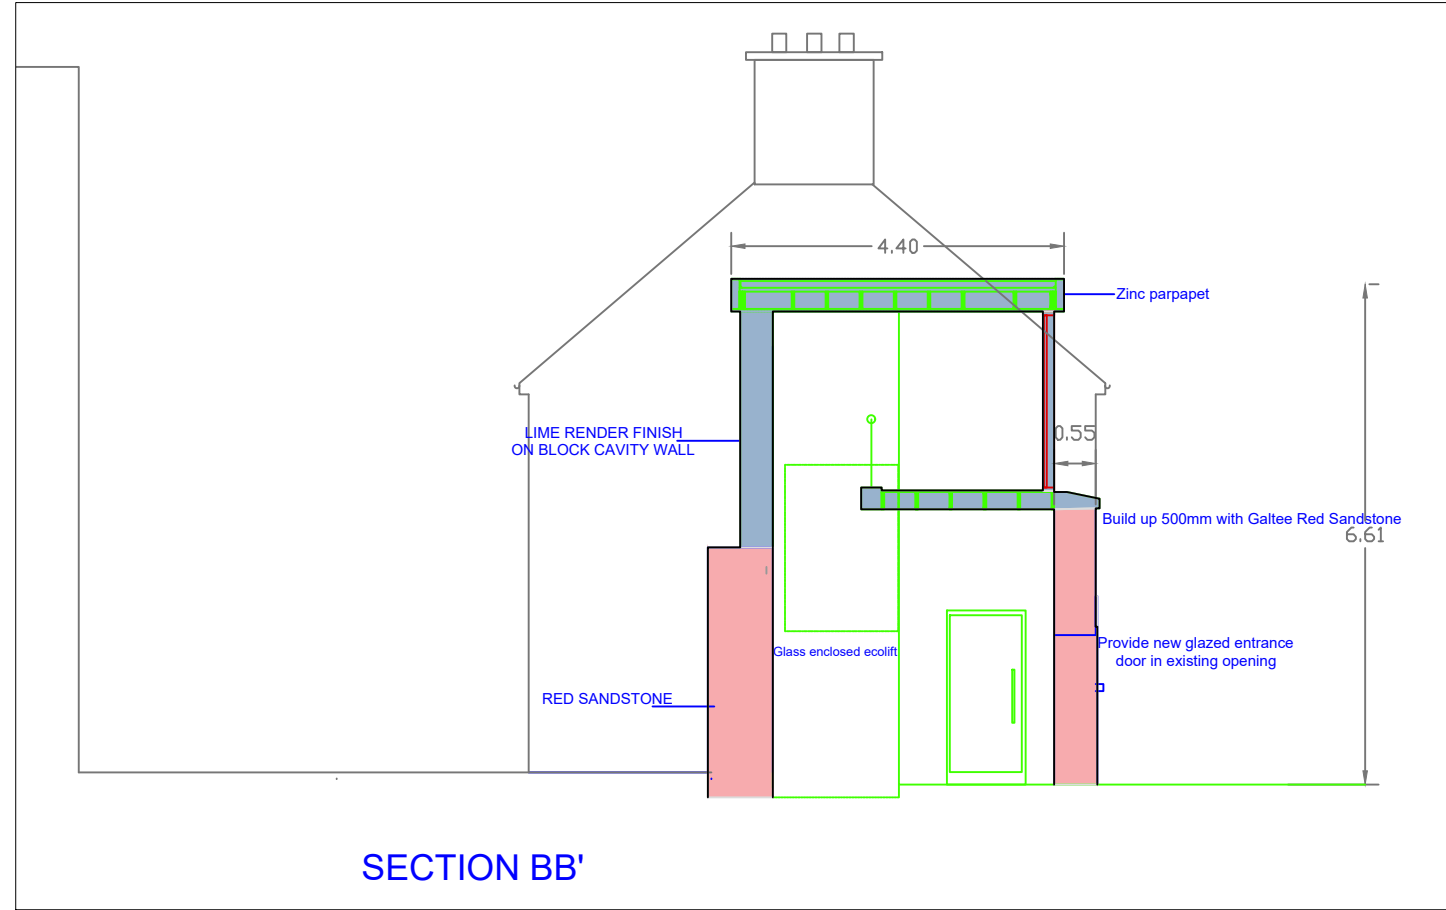 4.40
Zinc parpapet
LIME RENDER FINISH
ON BLOCK CAVITY WALL
0.55
Build up 500mm with Galtee Red Sandstone
6.61
Glass enclosed ecolift
Provide new glazed entrance
door in existing opening
RED SANDSTONE
SECTION BB'